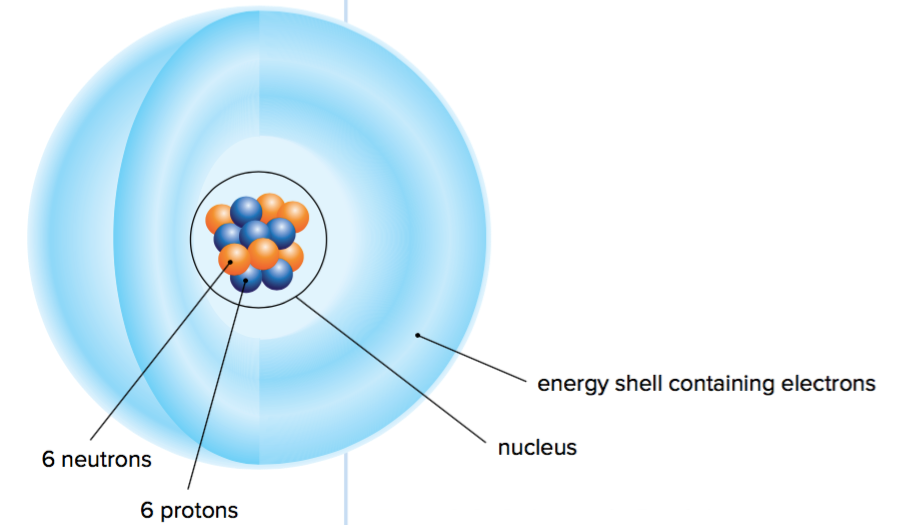 energy shell containing electrons
nucleus
6 neutrons
6 protons